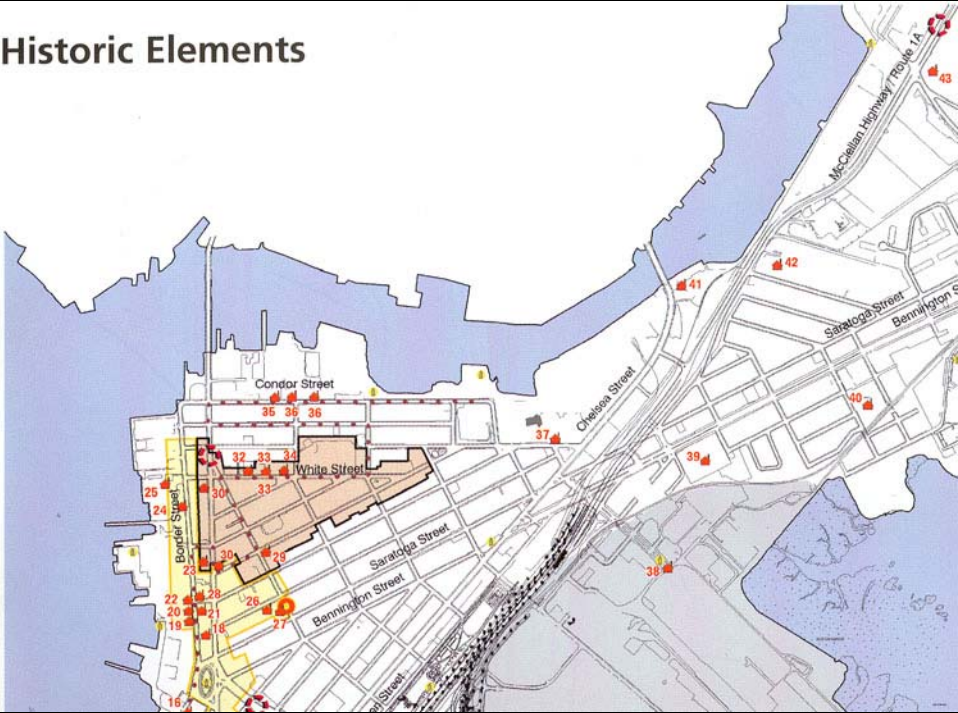 Historic Elements
McClellan Highway / Route 1A
43
42
41
Saratoga Street
Bennington S
Condor Street
35 36 36
Chelsea Street
40
37
39
32 33 34
White Street
33
25
30
24
Border Street
Saratoga Street
30
29
23
38
Bennington Street
28
22
26
20
21
27
19
18
Street
16